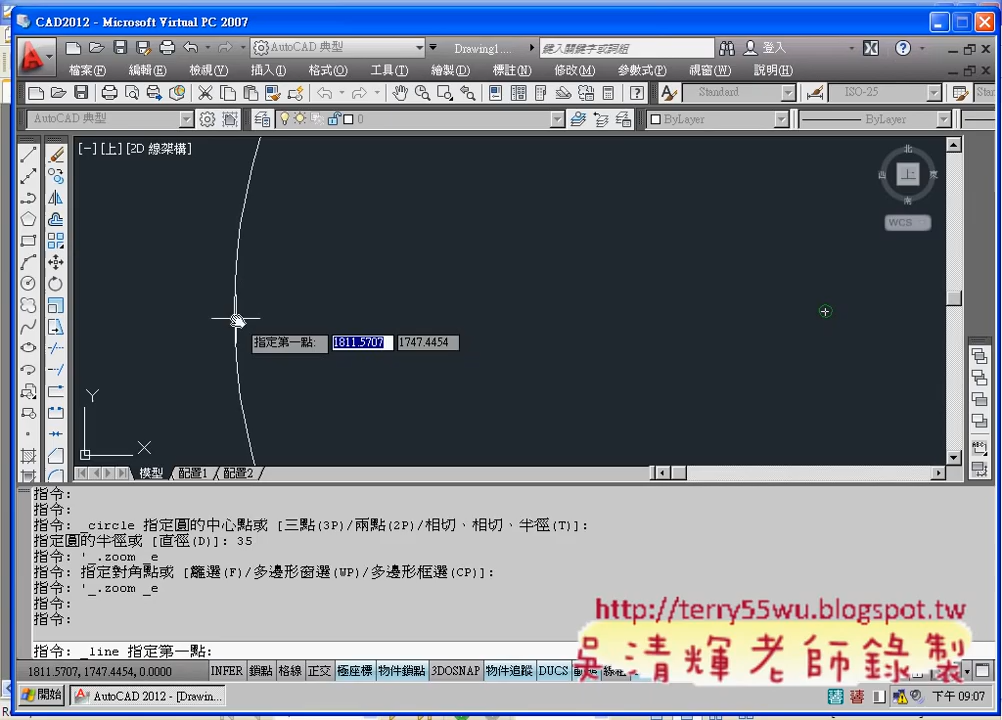 CAD2012 - Microsoft Virtual PC 2007
AutoCAD 典型
Drawing1...
鍵入關鍵字或詞組
登入
檔案(F) 編輯(E) 檢視(V) 插入(I) 格式(O) 工具(T) 繪製(D) 標註(N) 修改(M) 參數式(P) 視窗(W) 說明(H)
Standard
ISO-25
AutoCAD 典型
0
ByLayer
ByLayer
[−][上][2D 線架構]
北
西 上 東
南
WCS
指定第一點: 1811.5707 1747.4454
Y
X
模型 配置1 配置2
指令:
指令:
指令: _circle 指定圓的中心點或 [三點(3P)/兩點(2P)/相切、相切、半徑(T)]:
指定圓的半徑或 [直徑(D)]: 35
指令: '_.zoom _e
指令: 指定對角點或 [籬選(F)/多邊形窗選(WP)/多邊形框選(CP)]:
指令: '_.zoom _e
指令:
指令:
指令: _line 指定第一點:
http://terry55wu.blogspot.tw
吳清輝老師錄製
1811.5707, 1747.4454, 0.0000
INFER 鎖點 格線 正交 極座標 物件鎖點 3DOSNAP 物件追蹤 DUCS
開始
AutoCAD 2012 - [Drawin...
下午 09:07